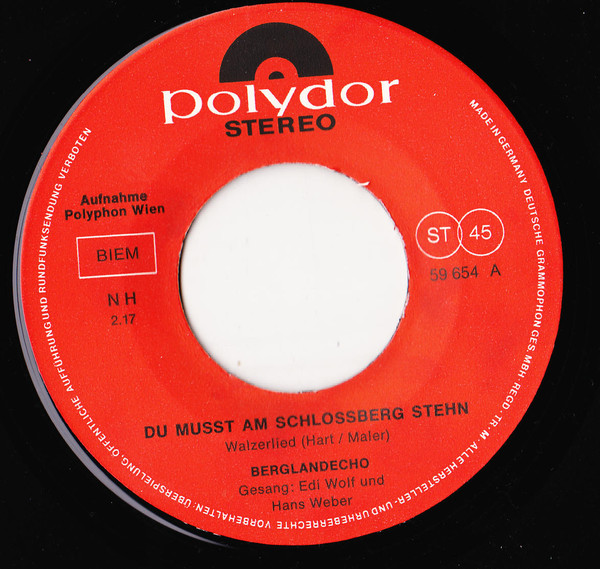 polydor
STEREO
Aufnahme
Polyphon Wien
BIEM
N H
2.17
ST 45
59 654 A
DU MUSST AM SCHLOSSBERG STEHN
Walzerlied (Hart / Maler)
BERGLANDECHO
Gesang: Edi Wolf und
Hans Weber
MADE IN GERMANY DEUTSCHE GRAMMOPHON GES. MBH · REGD · TR · M · ALLE HERSTELLER- UND URHEBERRECHTE VORBEHALTEN: ÜBERSPIELUNG, ÖFFENTLICHE AUFFÜHRUNG UND RUNDFUNKSENDUNG VERBOTEN